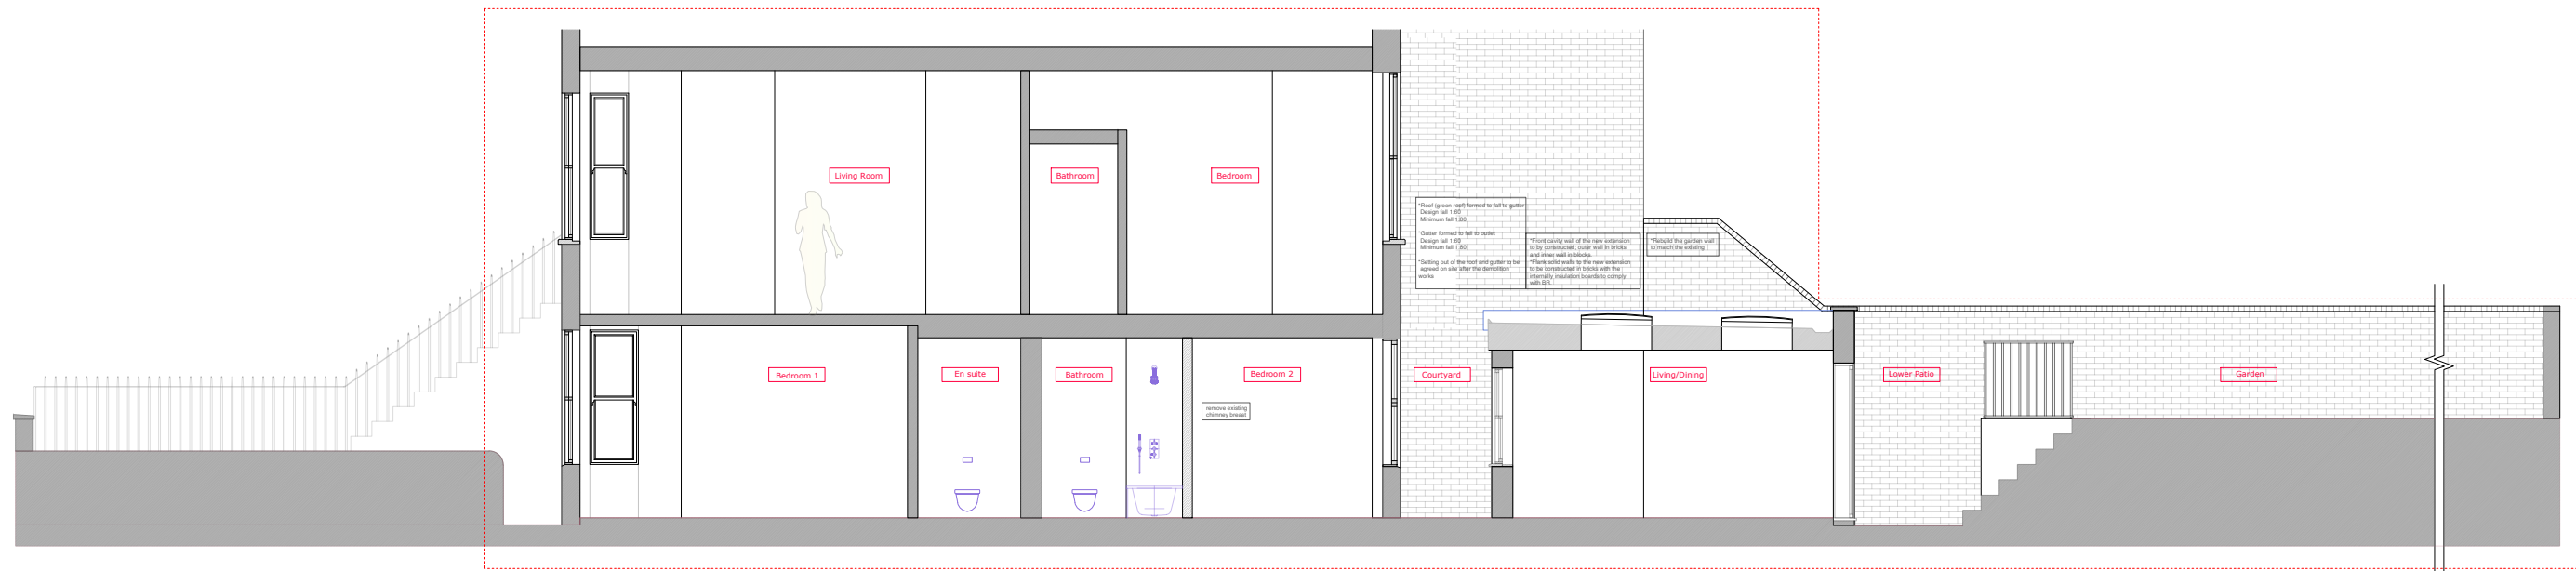 Living Room
Bathroom
Bedroom
*Roof (green roof) formed to fall to gutter
Design fall 1:60
Minimum fall 1:80
*Gutter formed to fall to outlet
Design fall 1:60
Minimum fall 1:80
*Setting out of the roof and gutter to be
agreed on site after the demolition
works
*Front cavity wall of the new extension
to by constructed, outer wall in bricks
and inner wall in blocks.
*Flank solid walls to the new extension
to be constructed in bricks with the
internally insulation boards to comply
with BR.
*Rebuild the garden wall
to match the existing
Bedroom 1
En suite
Bathroom
Bedroom 2
Courtyard
Living/Dining
Lower Patio
Garden
remove existing
chimney breast